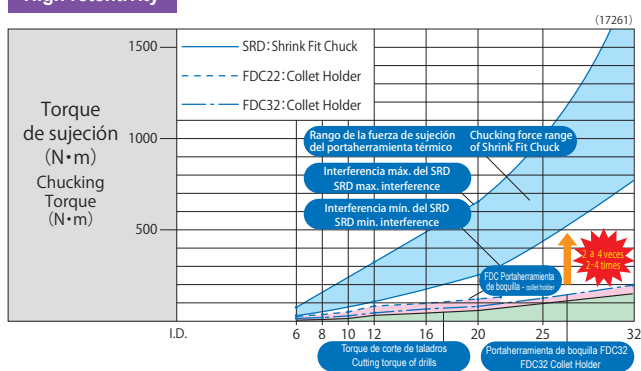 High retentivity
(17261)
1500
SRD:Shrink Fit Chuck
FDC22:Collet Holder
FDC32:Collet Holder
Torque
de sujeción
(N•m)
Chucking
Torque
(N•m)
1000
Rango de la fuerza de sujeción
del portaherramienta térmico
Chucking force range
of Shrink Fit Chuck
Interferencia máx. del SRD
SRD max. interference
Interferencia mín. del SRD
SRD min. interference
500
2 a 4 veces
2-4 times
FDC Portaherramienta
de boquilla - collet holder
I.D.
6 8 10 12 16 20 25 32
Torque de corte de taladros
Cutting torque of drills
Portaherramienta de boquilla FDC32
FDC32 Collet Holder